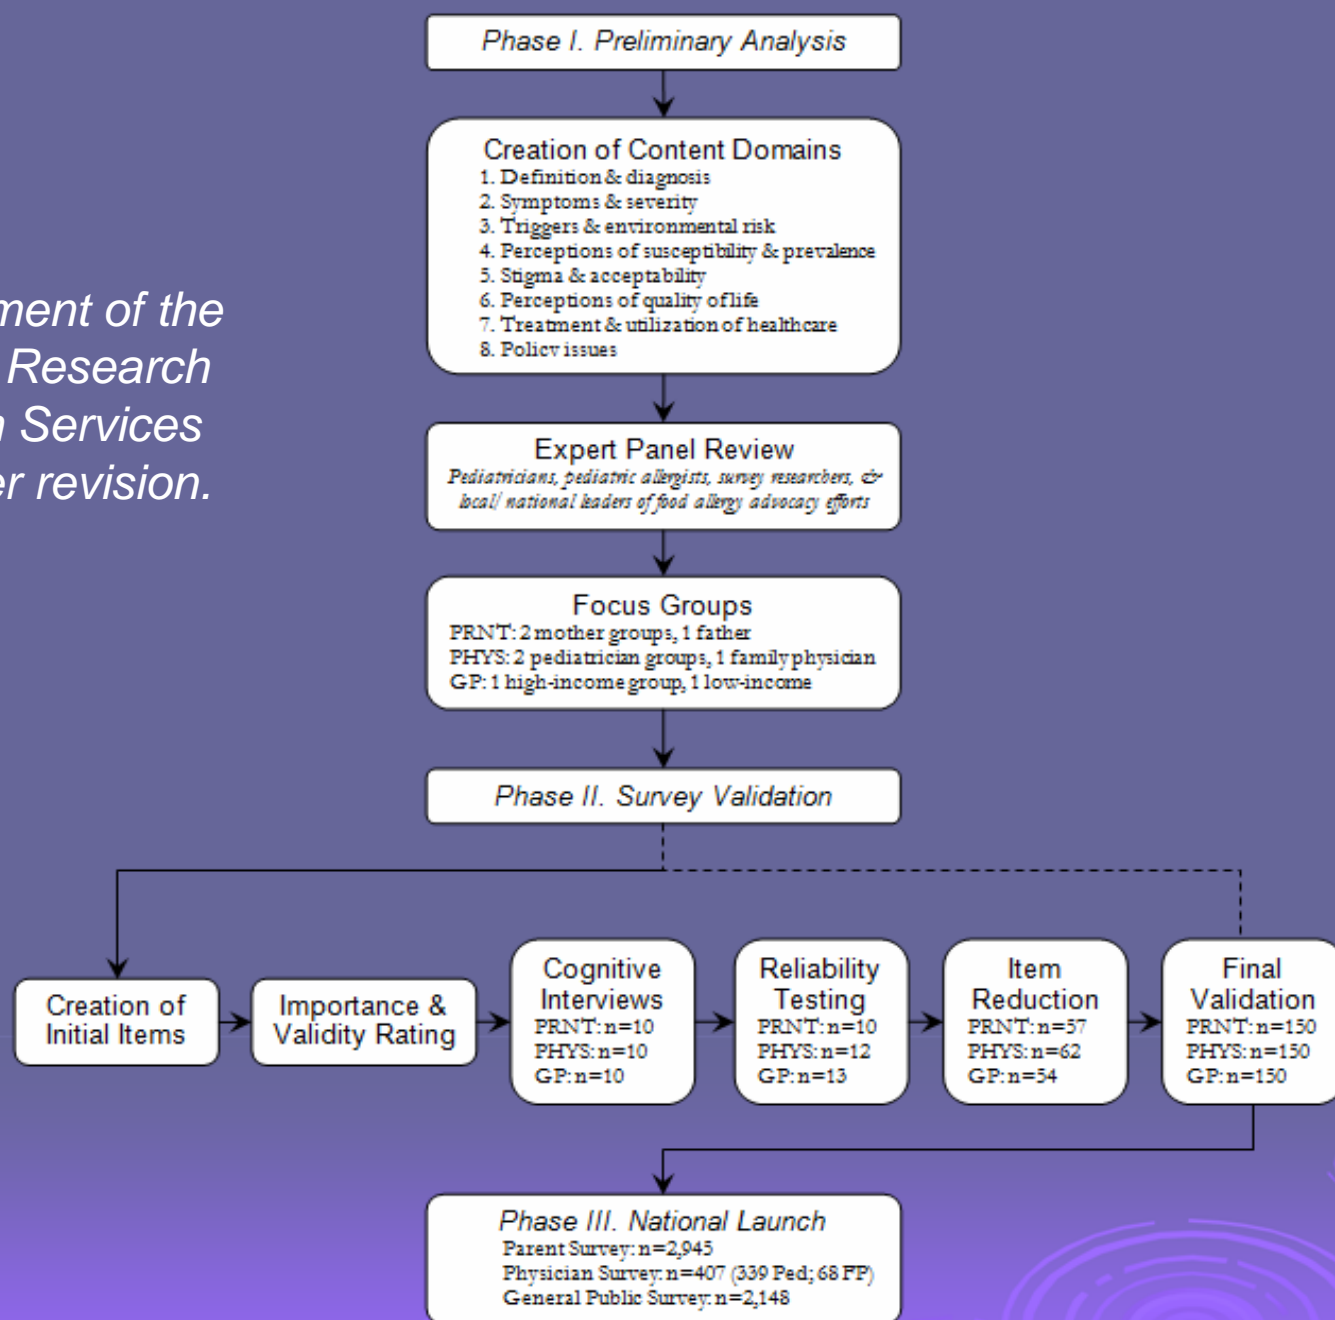 ment of the
Research
Services
revision.
Phase I. Preliminary Analysis
Creation of Content Domains
1. Definition & diagnosis
2. Symptoms & severity
3. Triggers & environmental risk
4. Perceptions of susceptibility & prevalence
5. Stigma & acceptability
6. Perceptions of quality of life
7. Treatment & utilization of healthcare
8. Policy issues
Expert Panel Review
Pediatricians, pediatric allergists, survey researchers, &
local/ national leaders of food allergy advocacy efforts
Focus Groups
PRNT: 2 mother groups, 1 father
PHYS: 2 pediatrician groups, 1 family physician
GP: 1 high-income group, 1 low-income
Phase II. Survey Validation
Creation of
Initial Items
Importance &
Validity Rating
Cognitive
Interviews
PRNT: n=10
PHYS: n=10
GP: n=10
Reliability
Testing
PRNT: n=10
PHYS: n=12
GP: n=13
Item
Reduction
PRNT: n=57
PHYS: n=62
GP: n=54
Final
Validation
PRNT: n=150
PHYS: n=150
GP: n=150
Phase III. National Launch
Parent Survey: n=2,945
Physician Survey: n=407 (339 Ped; 68 FP)
General Public Survey: n=2,148